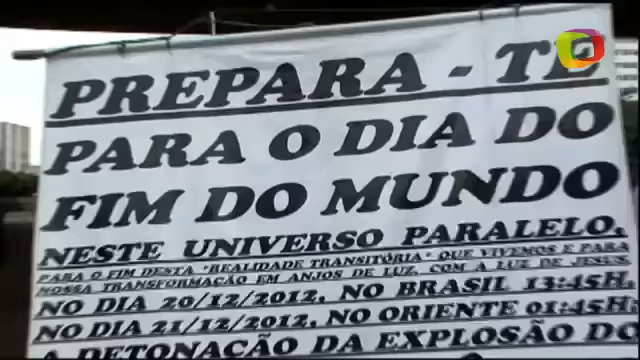 PREPARA - TE
PARA O DIA DO
FIM DO MUNDO
NESTE UNIVERSO PARALELO,
PARA O FIM DESTA "REALIDADE TRANSITÓRIA" QUE VIVEMOS E PARA
NOSSA TRANSFORMAÇÃO EM ANJOS DE LUZ, COM A LUZ DE JESUS.
NO DIA 20/12/2012, NO BRASIL 13:45H,
NO DIA 21/12/2012, NO ORIENTE 01:45H,
A DETONAÇÃO DA EXPLOSÃO DO